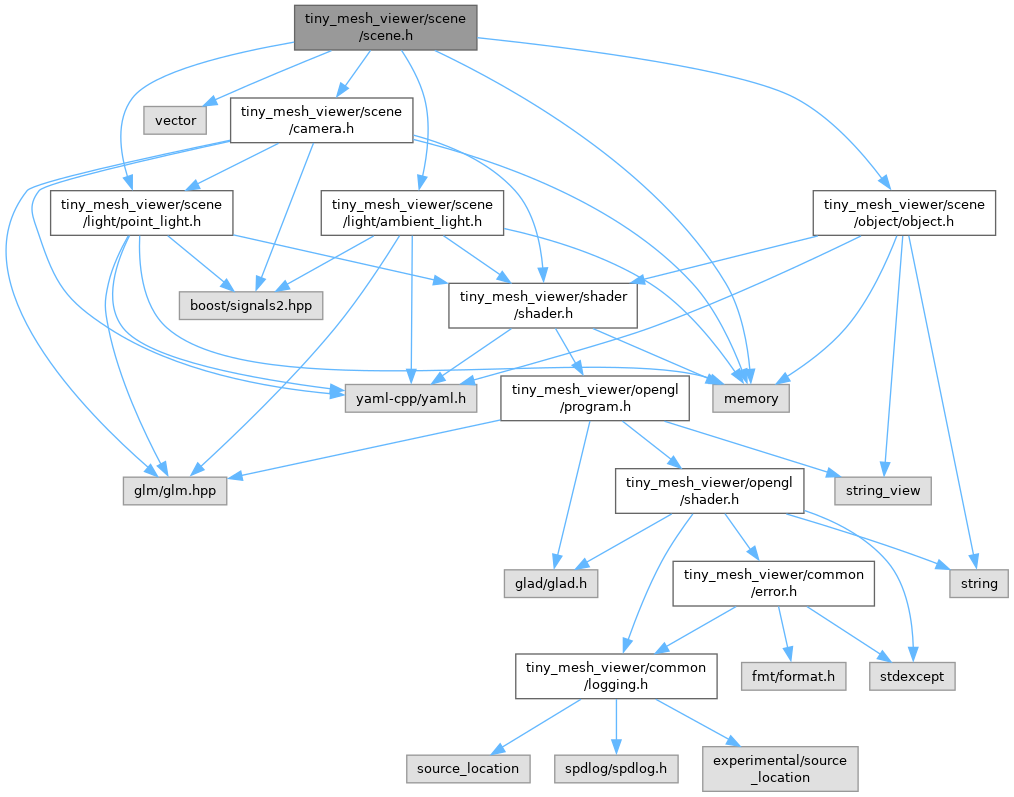 tiny_mesh_viewer/scene
/scene.h
vector
tiny_mesh_viewer/scene
/camera.h
tiny_mesh_viewer/scene
/light/point_light.h
tiny_mesh_viewer/scene
/light/ambient_light.h
tiny_mesh_viewer/scene
/object/object.h
boost/signals2.hpp
tiny_mesh_viewer/shader
/shader.h
yaml-cpp/yaml.h
tiny_mesh_viewer/opengl
/program.h
memory
glm/glm.hpp
tiny_mesh_viewer/opengl
/shader.h
string_view
glad/glad.h
tiny_mesh_viewer/common
/error.h
string
tiny_mesh_viewer/common
/logging.h
fmt/format.h
stdexcept
source_location
spdlog/spdlog.h
experimental/source
_location